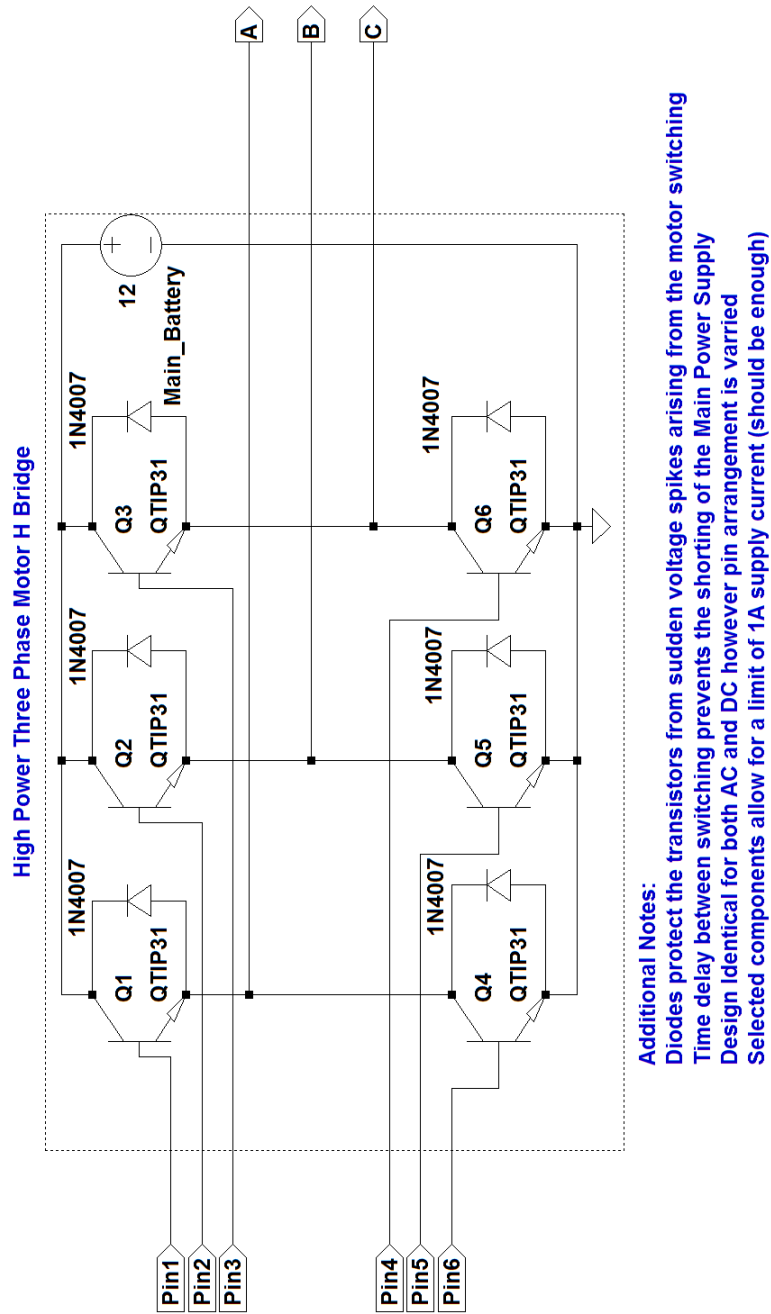 High Power Three Phase Motor H Bridge
1N4007
1N4007
1N4007
Q1
QTIP31
Q2
QTIP31
Q3
QTIP31
+
12
-
Main_Battery
Pin1
Pin2
Pin3
A
B
C
Pin4
Pin5
Pin6
1N4007
1N4007
1N4007
Q4
QTIP31
Q5
QTIP31
Q6
QTIP31
Additional Notes:
Diodes protect the transistors from sudden voltage spikes arising from the motor switching
Time delay between switching prevents the shorting of the Main Power Supply
Design Identical for both AC and DC however pin arrangement is varried
Selected components allow for a limit of 1A supply current (should be enough)